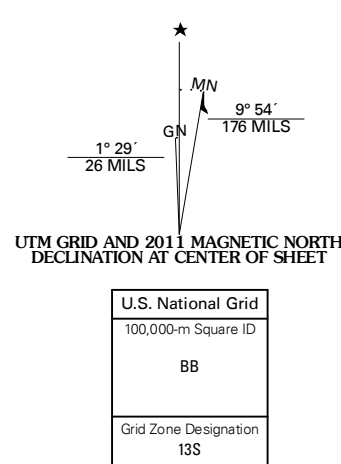 ★
MN
9° 54´
176 MILS
GN
1° 29´
26 MILS
UTM GRID AND 2011 MAGNETIC NORTH
DECLINATION AT CENTER OF SHEET
U.S. National Grid
100,000-m Square ID
BB
Grid Zone Designation
13S